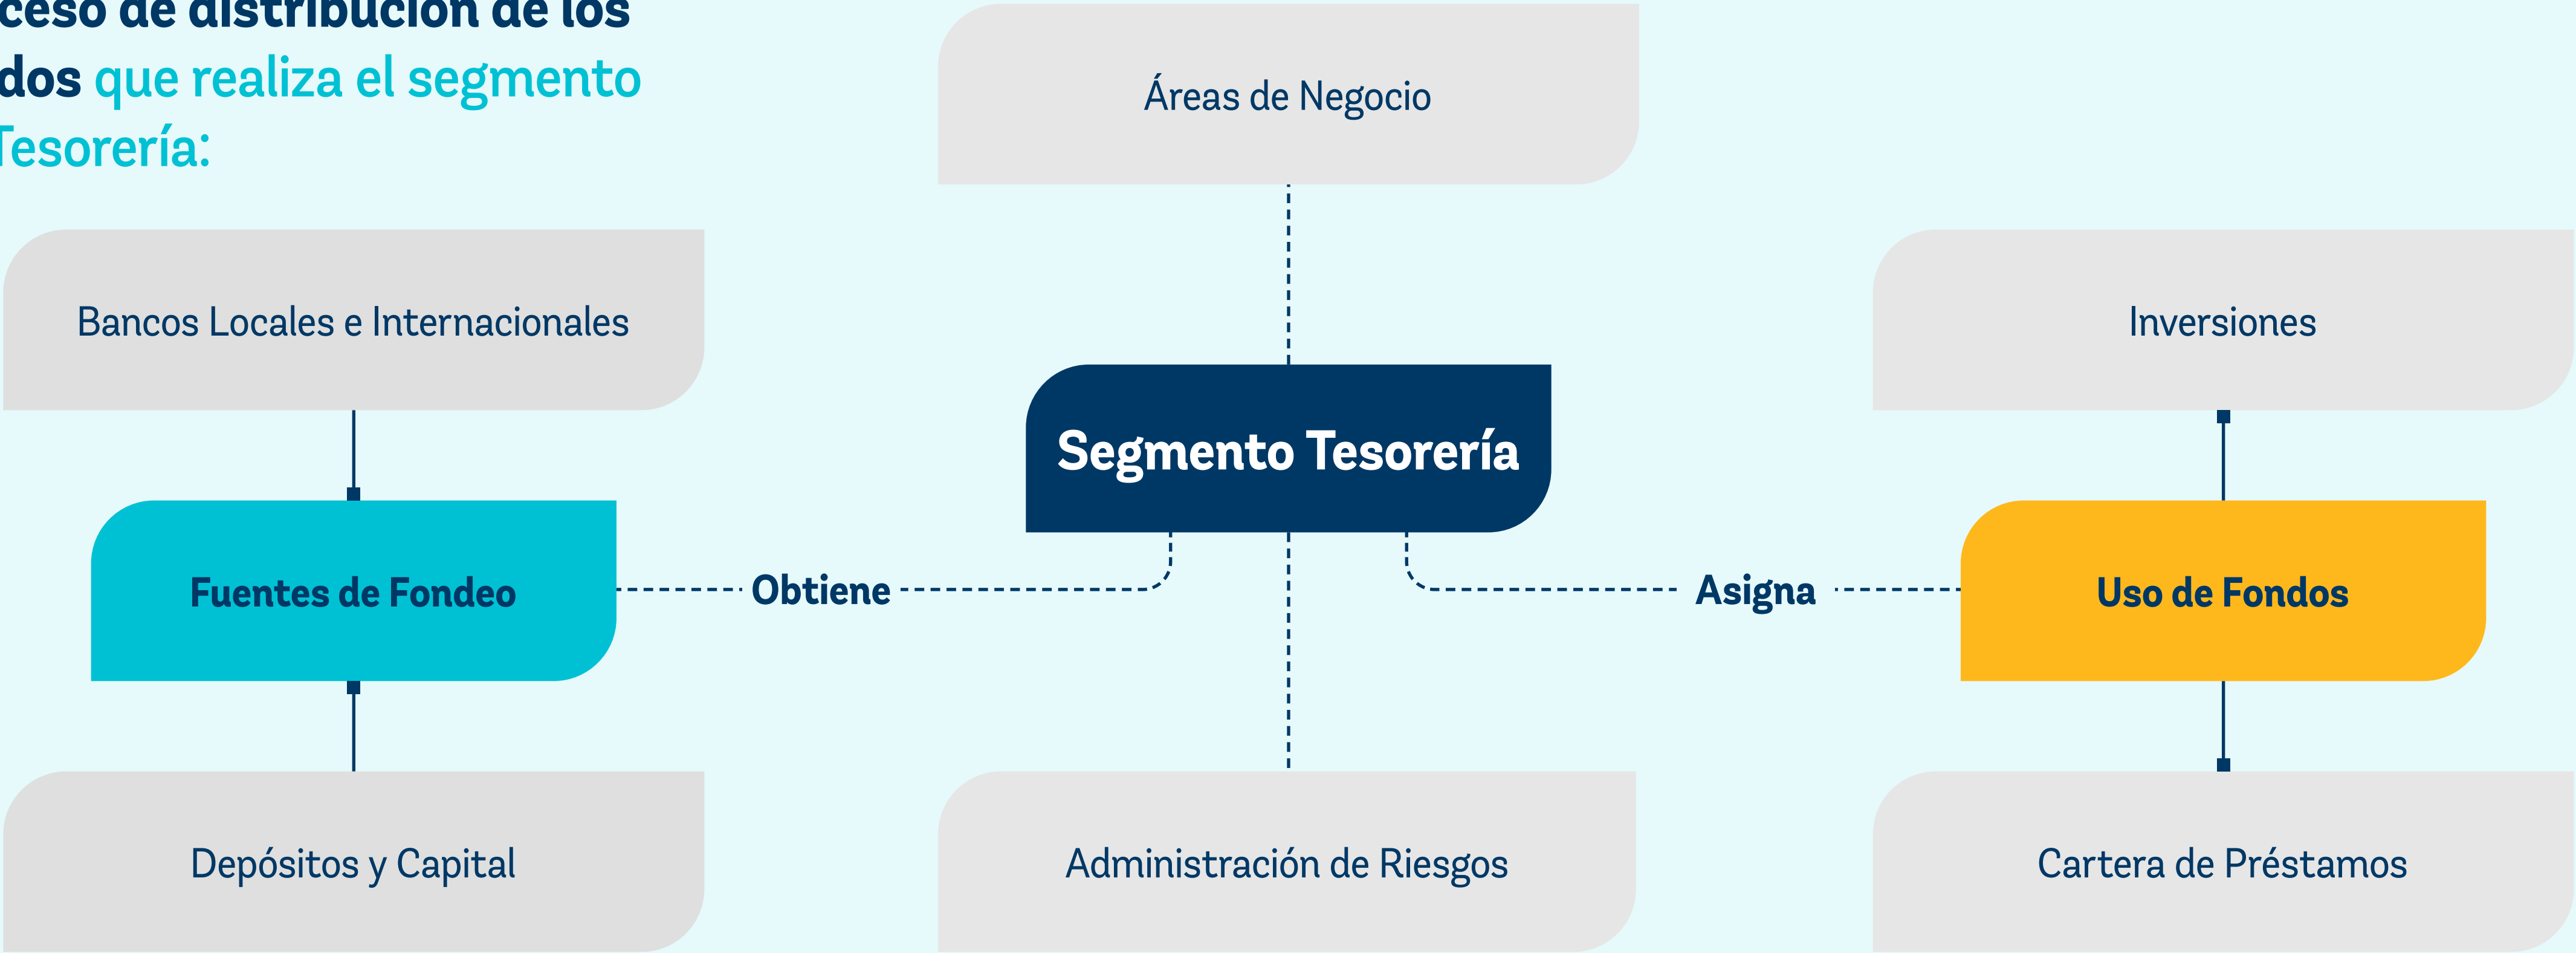 ceso de distribución de los
dos que realiza el segmento
Tesorería:
Áreas de Negocio
Bancos Locales e Internacionales
Inversiones
Segmento Tesorería
Fuentes de Fondeo
Obtiene
Asigna
Uso de Fondos
Depósitos y Capital
Administración de Riesgos
Cartera de Préstamos